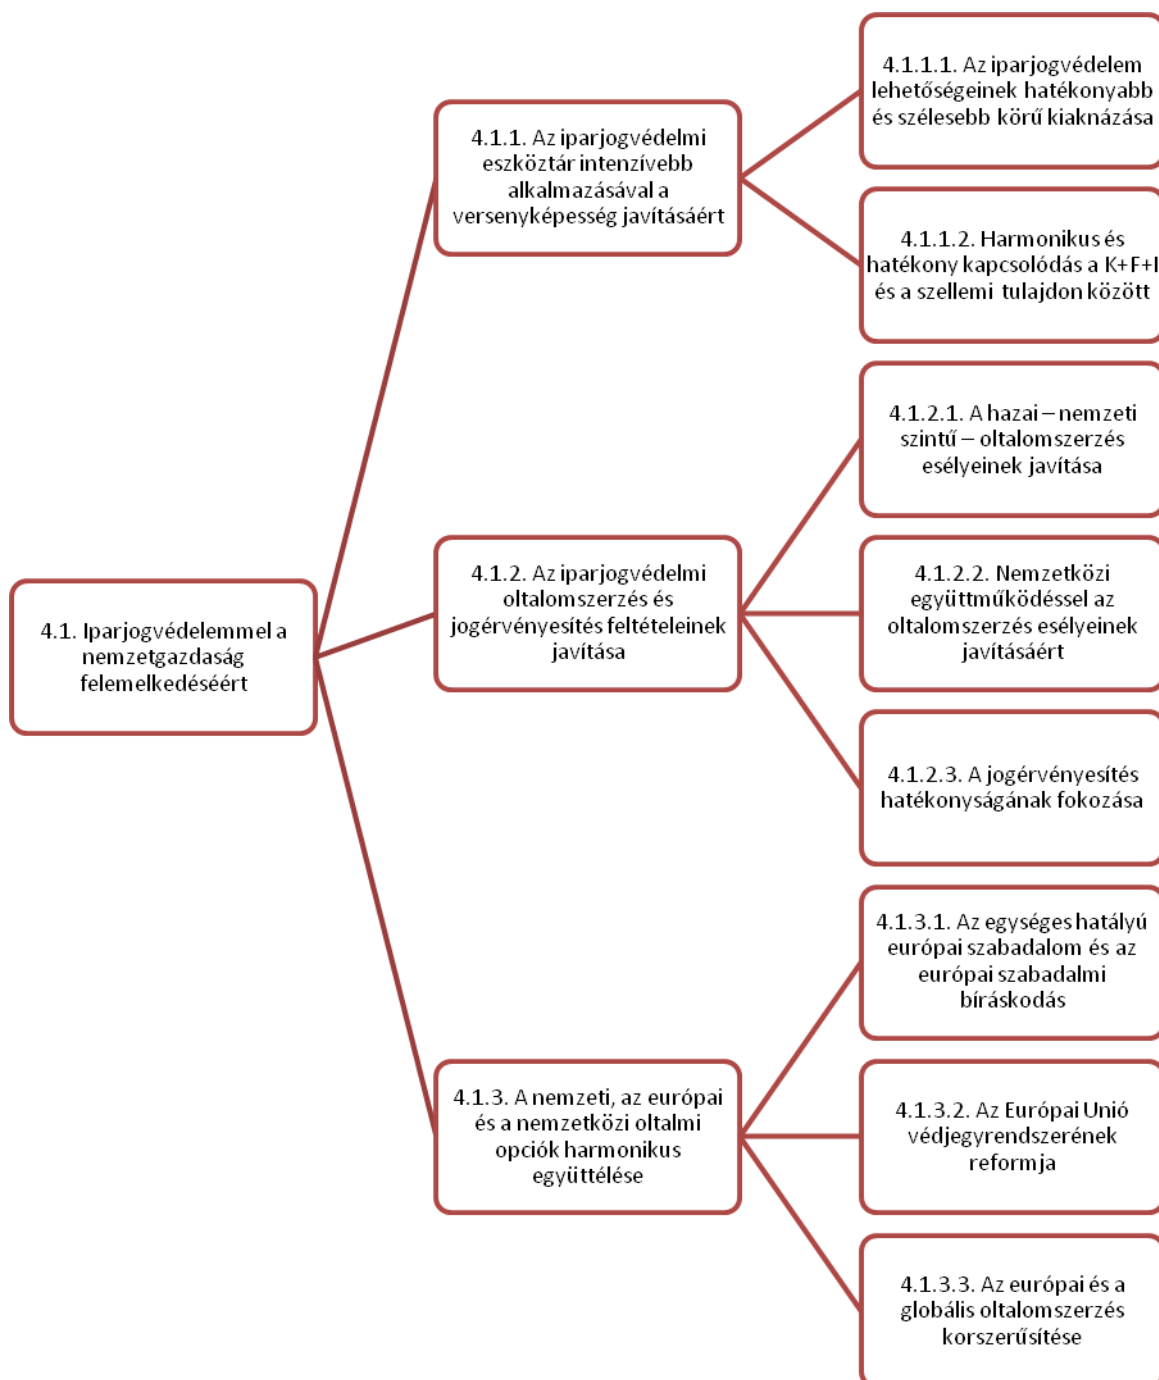 4.1. Iparjogvédelemmel a
nemzetgazdaság
felemelkedéséért
4.1.1. Az iparjogvédelmi
eszköztár intenzívebb
alkalmazásával a
versenyképesség javításáért
4.1.1.1. Az iparjogvédelem
lehetőségeinek hatékonyabb
és szélesebb körű kiaknázása
4.1.1.2. Harmonikus és
hatékony kapcsolódás a K+F+I
és a szellemi tulajdon között
4.1.2. Az iparjogvédelmi
oltalomszerzés és
jogérvényesítés feltételeinek
javítása
4.1.2.1. A hazai – nemzeti
szintű – oltalomszerzés
esélyeinek javítása
4.1.2.2. Nemzetközi
együttműködéssel az
oltalomszerzés esélyeinek
javításáért
4.1.2.3. A jogérvényesítés
hatékonyságának fokozása
4.1.3. A nemzeti, az európai
és a nemzetközi oltalmi
opciók harmonikus
együttélése
4.1.3.1. Az egységes hatályú
európai szabadalom és az
európai szabadalmi
bíráskodás
4.1.3.2. Az Európai Unió
védjegyrendszerének
reformja
4.1.3.3. Az európai és a
globális oltalomszerzés
korszerűsítése